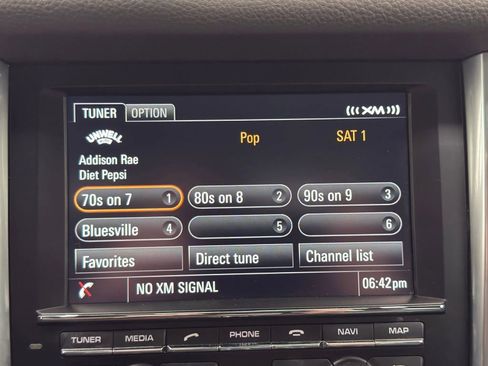 TUNER OPTION XM
UNWELL Pop SAT 1
Addison Rae
Diet Pepsi
70s on 7 1 80s on 8 2 90s on 9 3
Bluesville 4 5 6
Favorites Direct tune Channel list
NO XM SIGNAL 06:42pm
TUNER MEDIA PHONE NAVI MAP